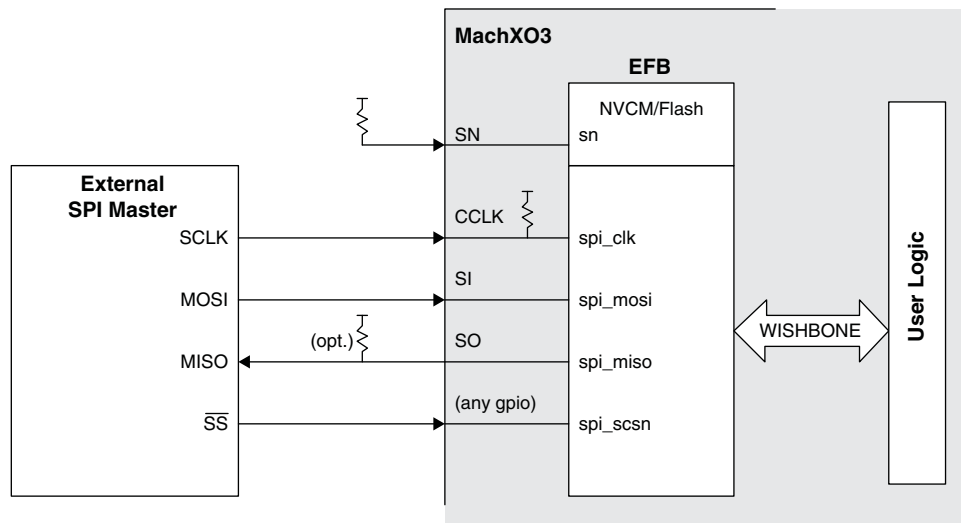 MachXO3
EFB
NVCM/Flash
SN
sn
External
SPI Master
CCLK
SCLK
spi_clk
SI
MOSI
spi_mosi
(opt.)
SO
MISO
spi_miso
WISHBONE
User Logic
(any gpio)
SS
spi_scsn